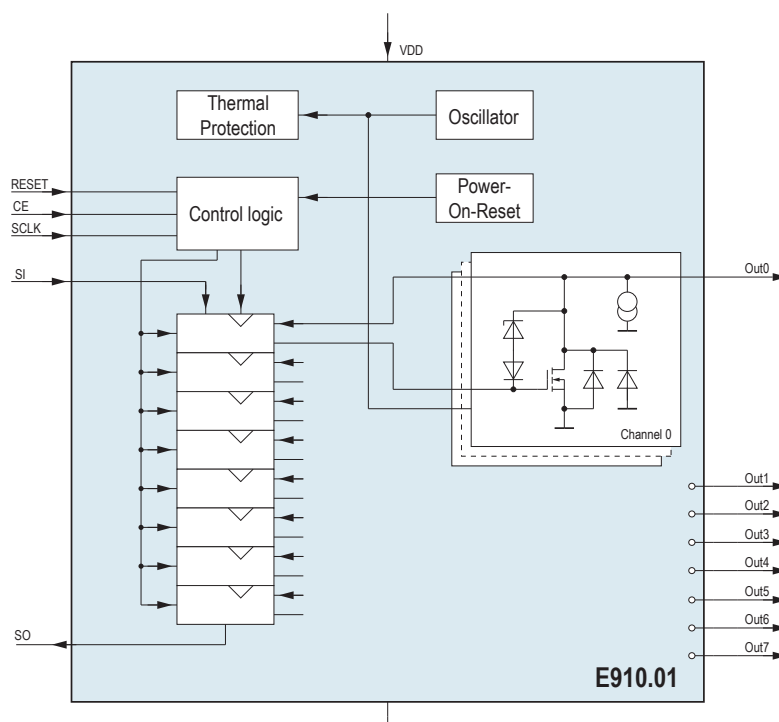 VDD
Thermal
Protection
Oscillator
RESET
CE
SCLK
Control logic
Power-
On-Reset
SI
Out0
Channel 0
Out1
Out2
Out3
Out4
Out5
Out6
Out7
SO
E910.01